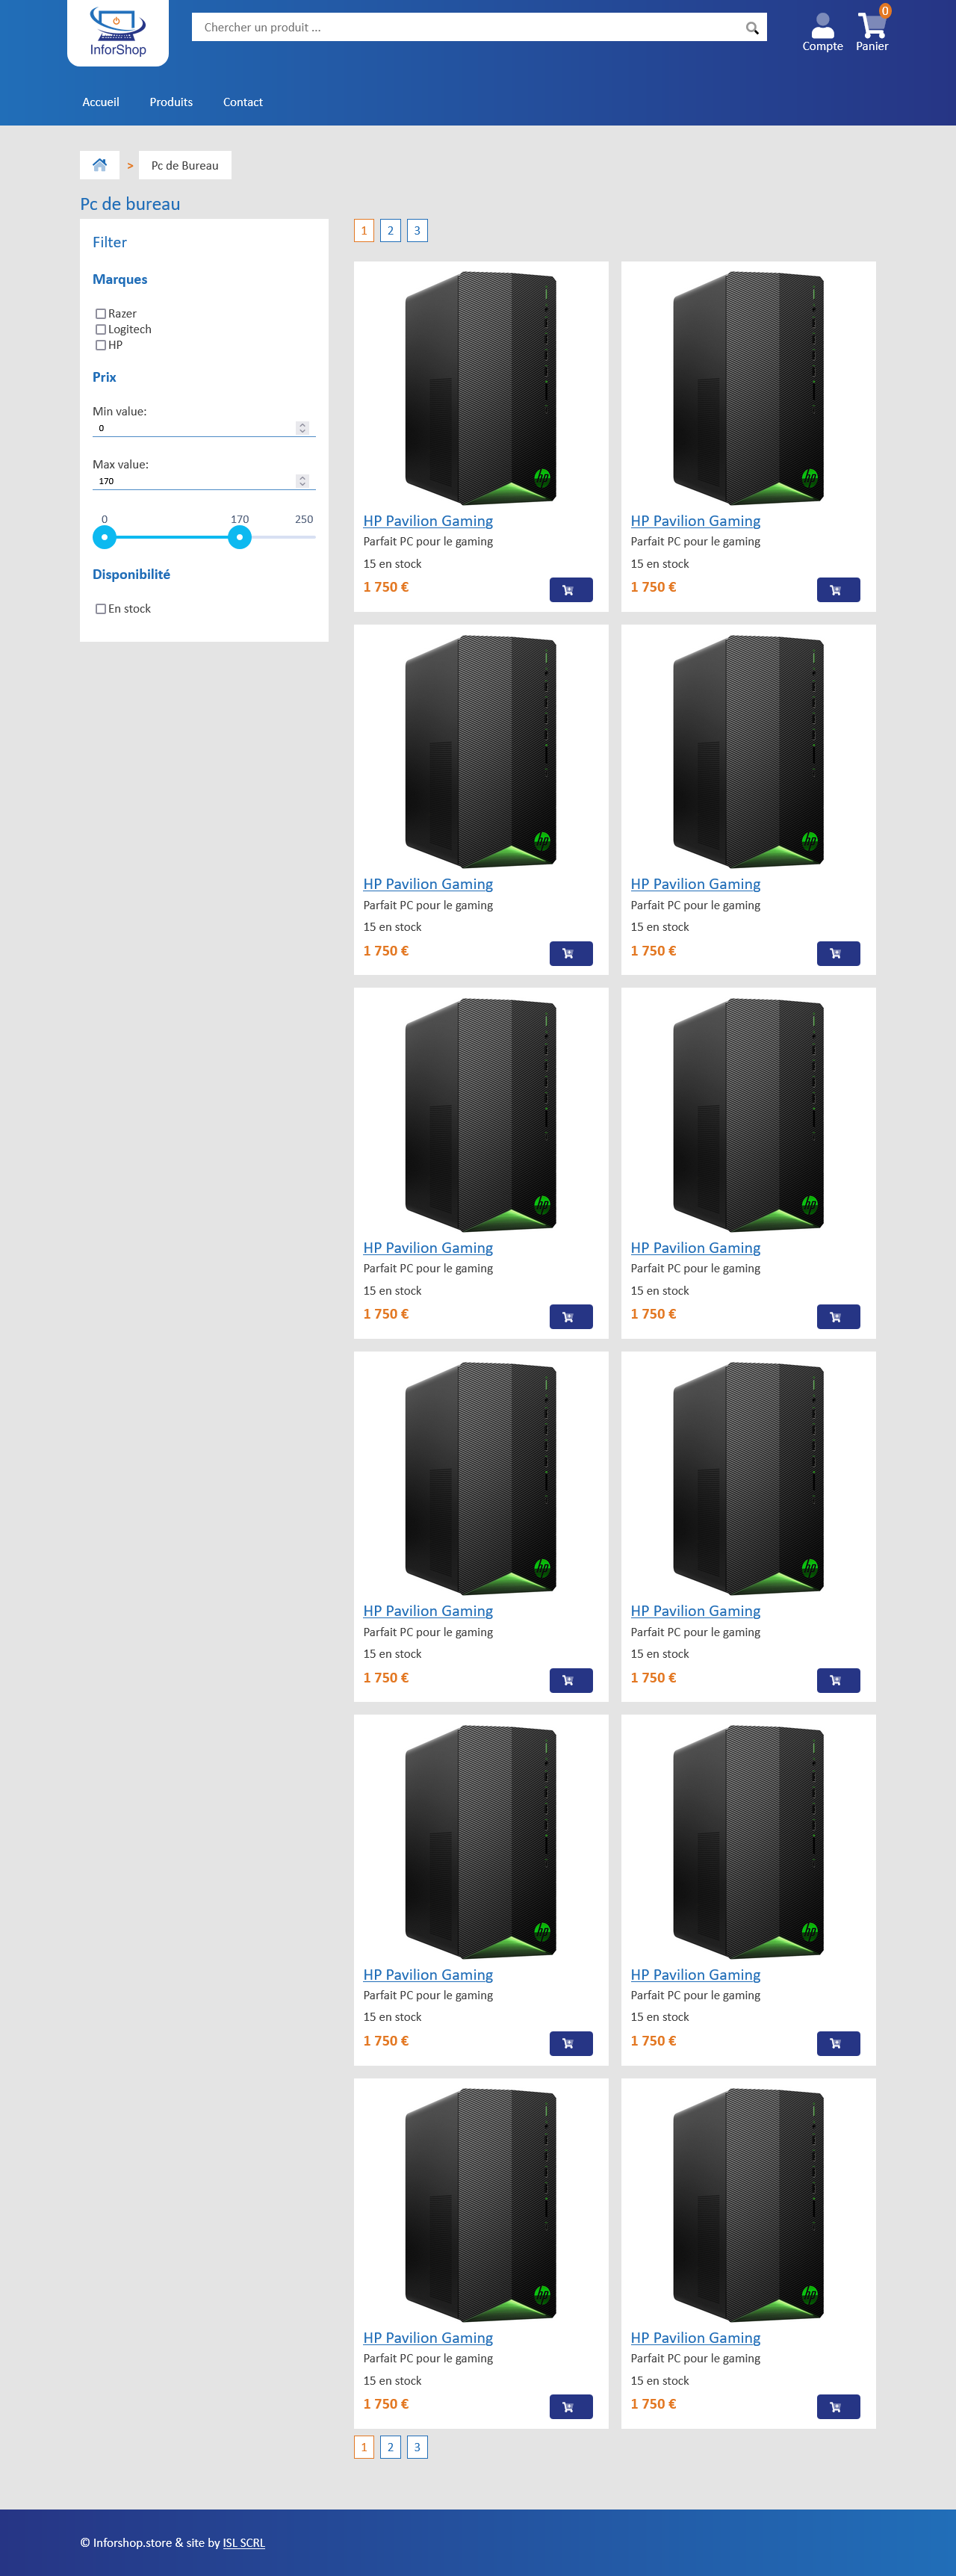 InforShop
Chercher un produit ...
0
Compte
Panier
Accueil
Produits
Contact
>
Pc de Bureau
Pc de bureau
Filter
Marques
Razer
Logitech
HP
Prix
Min value:
0
Max value:
170
0
170
250
Disponibilité
En stock
1
2
3
HP Pavilion Gaming
Parfait PC pour le gaming
15 en stock
1 750 €
HP Pavilion Gaming
Parfait PC pour le gaming
15 en stock
1 750 €
HP Pavilion Gaming
Parfait PC pour le gaming
15 en stock
1 750 €
HP Pavilion Gaming
Parfait PC pour le gaming
15 en stock
1 750 €
HP Pavilion Gaming
Parfait PC pour le gaming
15 en stock
1 750 €
HP Pavilion Gaming
Parfait PC pour le gaming
15 en stock
1 750 €
HP Pavilion Gaming
Parfait PC pour le gaming
15 en stock
1 750 €
HP Pavilion Gaming
Parfait PC pour le gaming
15 en stock
1 750 €
HP Pavilion Gaming
Parfait PC pour le gaming
15 en stock
1 750 €
HP Pavilion Gaming
Parfait PC pour le gaming
15 en stock
1 750 €
HP Pavilion Gaming
Parfait PC pour le gaming
15 en stock
1 750 €
HP Pavilion Gaming
Parfait PC pour le gaming
15 en stock
1 750 €
1
2
3
© Inforshop.store & site by ISL SCRL